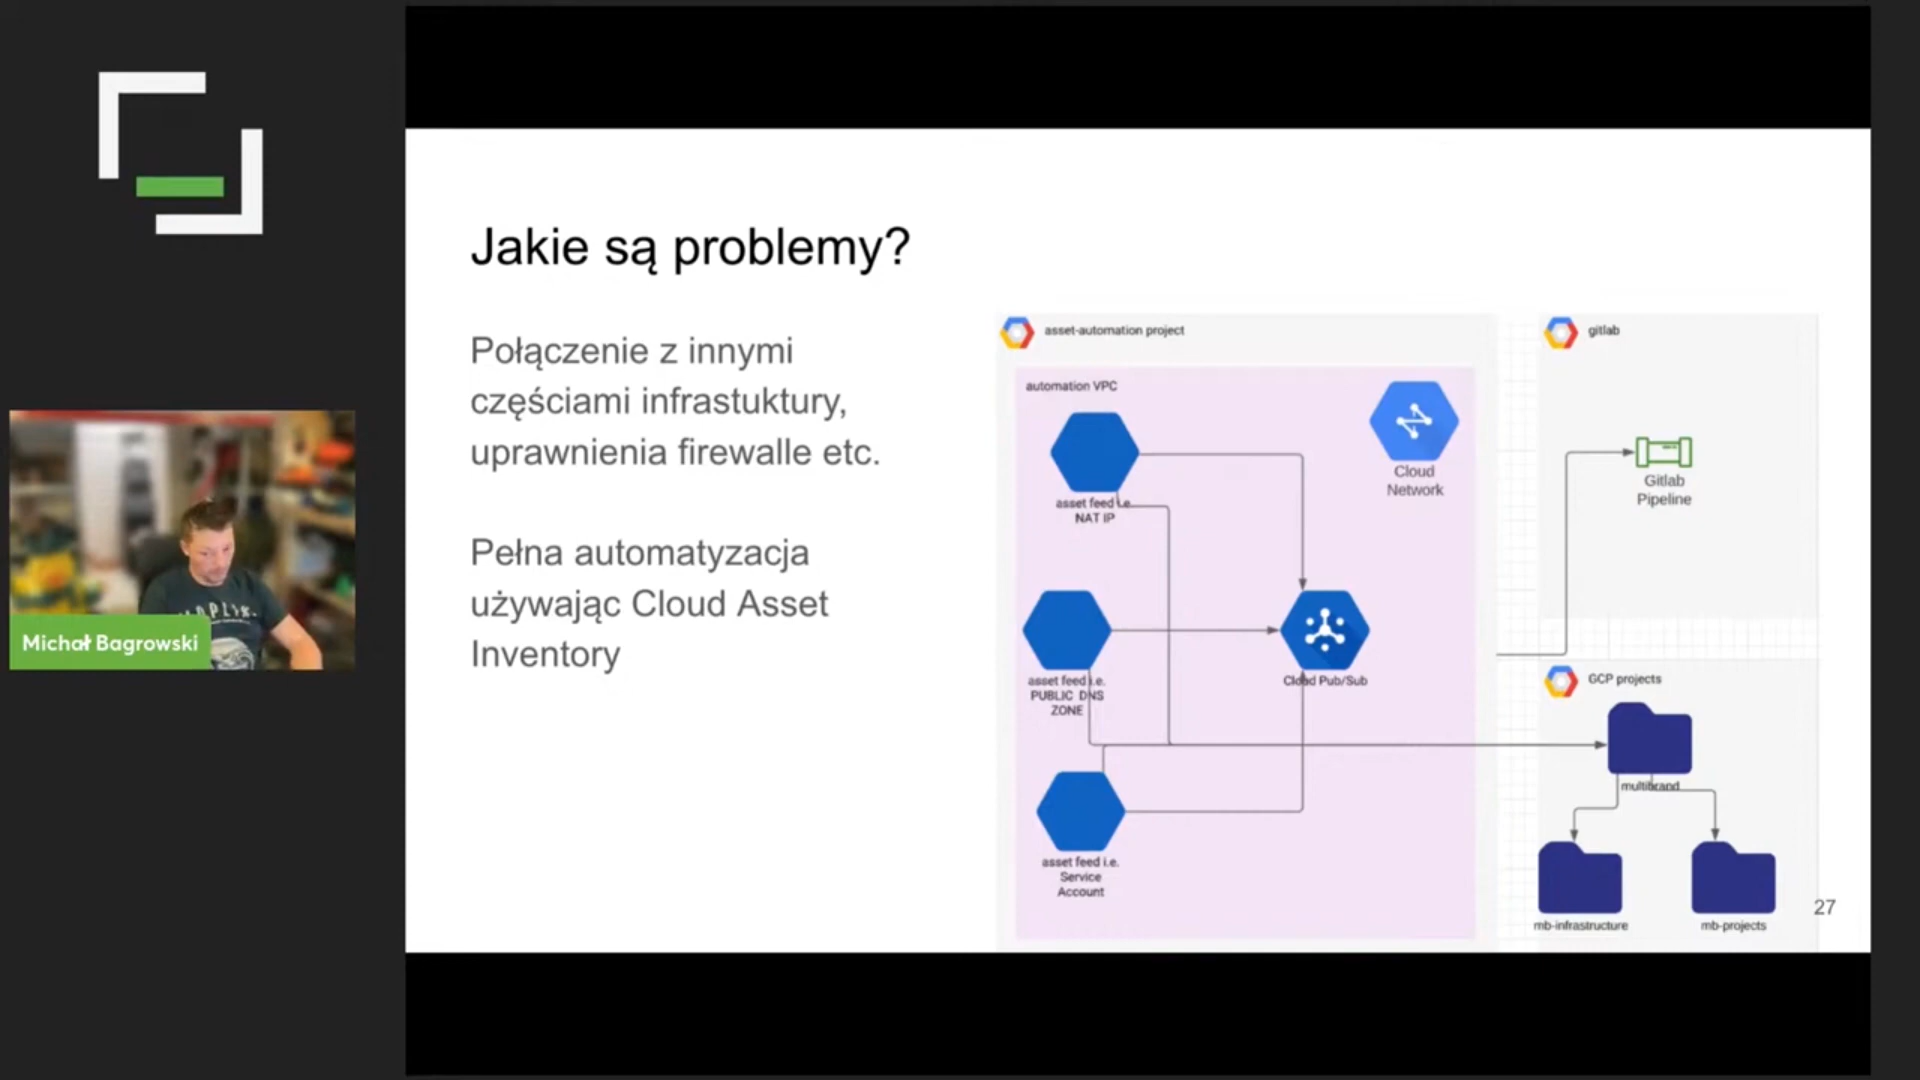 Jakie są problemy?
Połączenie z innymi
częściami infrastuktury,
uprawnienia firewalle etc.
Pełna automatyzacja
używając Cloud Asset
Inventory
asset-automation project
automation VPC
asset feed i.e.
NAT IP
Cloud
Network
asset feed i.e.
PUBLIC DNS
ZONE
Cloud Pub/Sub
asset feed i.e.
Service
Account
gitlab
Gitlab
Pipeline
GCP projects
multibrand
mb-infrastructure
mb-projects
27
Michał Bagrowski